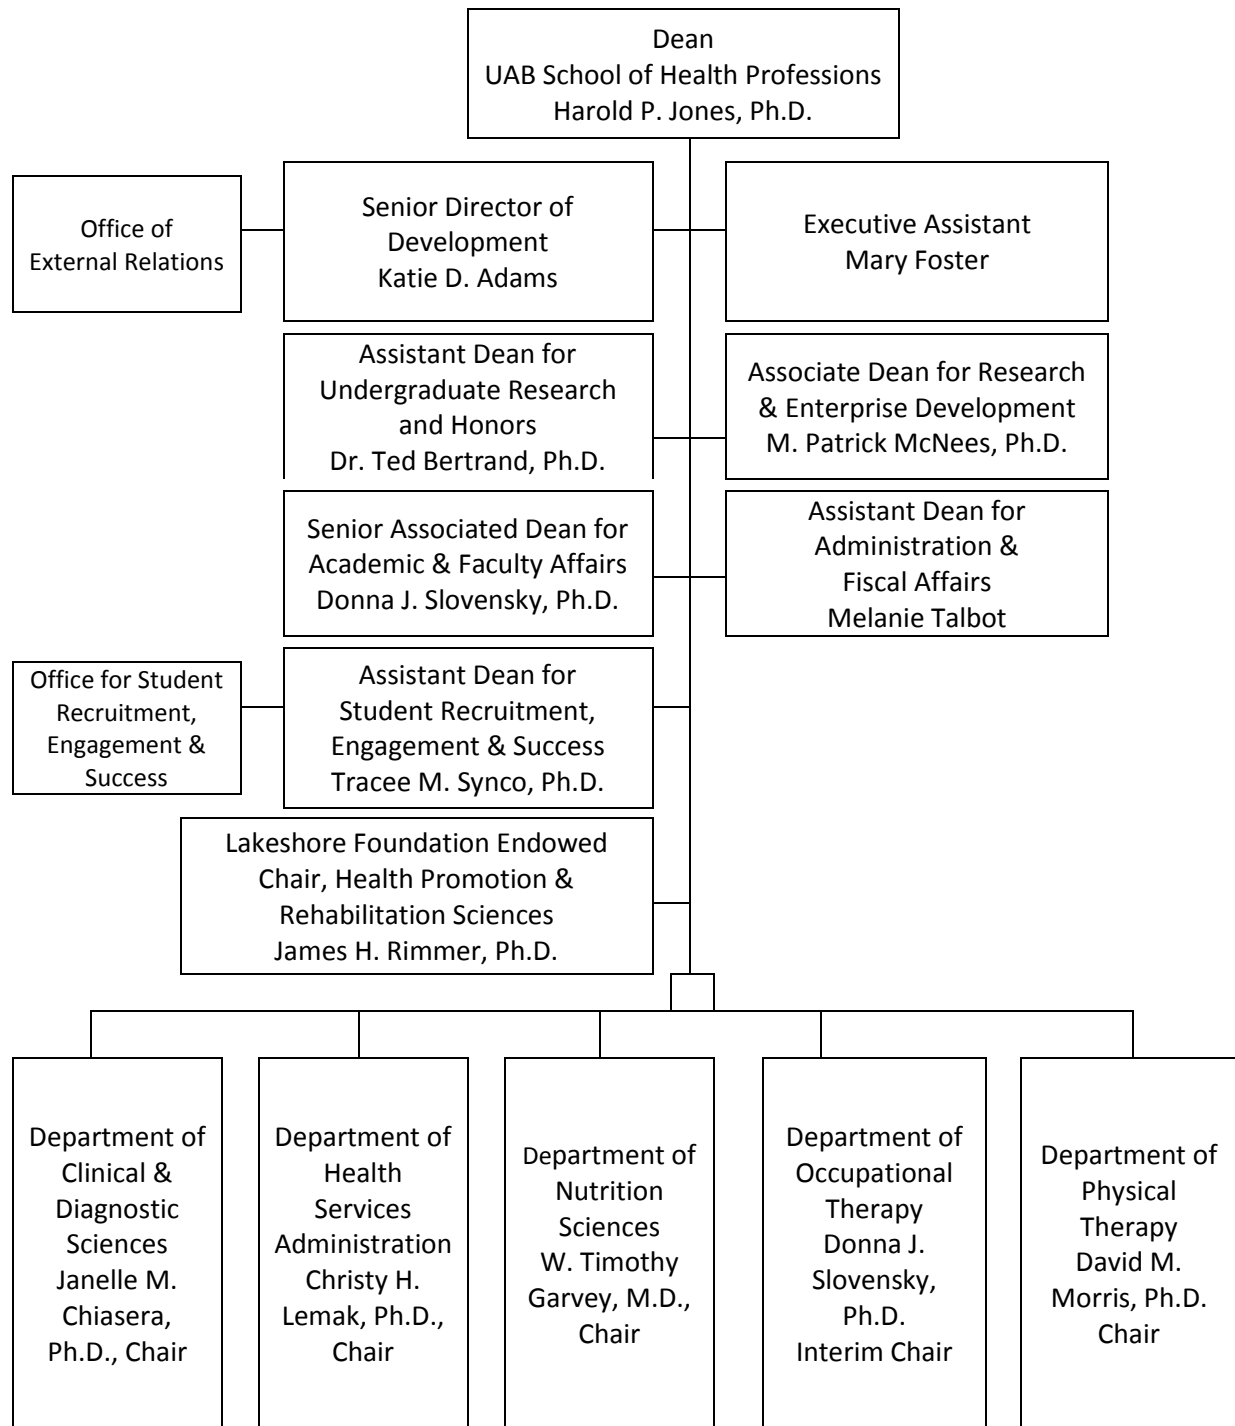 Dean
UAB School of Health Professions
Harold P. Jones, Ph.D.
Office of
External Relations
Senior Director of
Development
Katie D. Adams
Executive Assistant
Mary Foster
Assistant Dean for
Undergraduate Research
and Honors
Dr. Ted Bertrand, Ph.D.
Associate Dean for Research
& Enterprise Development
M. Patrick McNees, Ph.D.
Senior Associated Dean for
Academic & Faculty Affairs
Donna J. Slovensky, Ph.D.
Assistant Dean for
Administration &
Fiscal Affairs
Melanie Talbot
Office for Student
Recruitment,
Engagement &
Success
Assistant Dean for
Student Recruitment,
Engagement & Success
Tracee M. Synco, Ph.D.
Lakeshore Foundation Endowed
Chair, Health Promotion &
Rehabilitation Sciences
James H. Rimmer, Ph.D.
Department of
Clinical &
Diagnostic
Sciences
Janelle M.
Chiasera,
Ph.D., Chair
Department of
Health
Services
Administration
Christy H.
Lemak, Ph.D.,
Chair
Department of
Nutrition
Sciences
W. Timothy
Garvey, M.D.,
Chair
Department of
Occupational
Therapy
Donna J.
Slovensky,
Ph.D.
Interim Chair
Department of
Physical
Therapy
David M.
Morris, Ph.D.
Chair